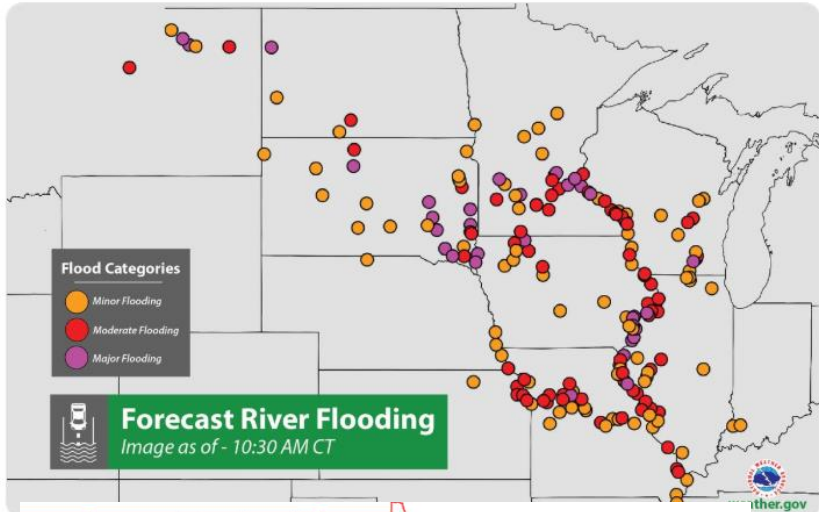 Flood Categories
Minor Flooding
Moderate Flooding
Major Flooding
Forecast River Flooding
Image as of - 10:30 AM CT
weather.gov